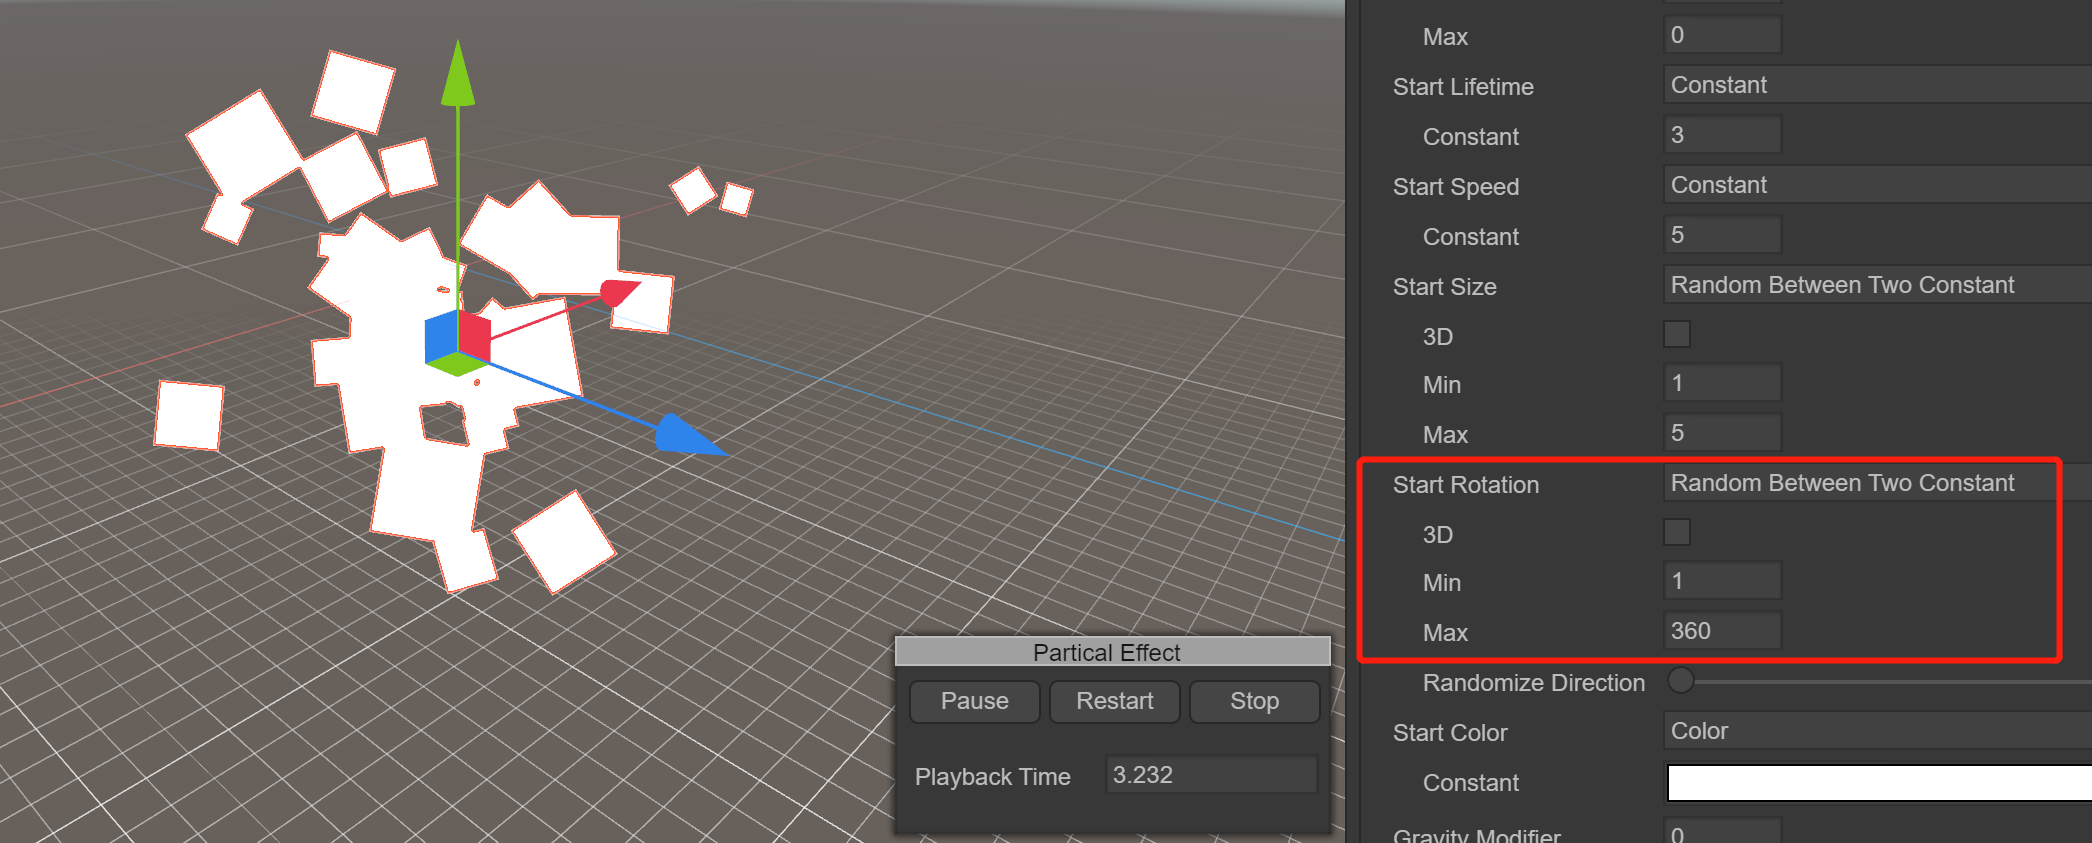 Max 0
Start Lifetime Constant
Constant 3
Start Speed Constant
Constant 5
Start Size Random Between Two Constant
3D
Min 1
Max 5
Start Rotation Random Between Two Constant
3D
Min 1
Max 360
Randomize Direction
Start Color Color
Constant
Gravity Modifier 0
Partical Effect
Pause Restart Stop
Playback Time 3.232